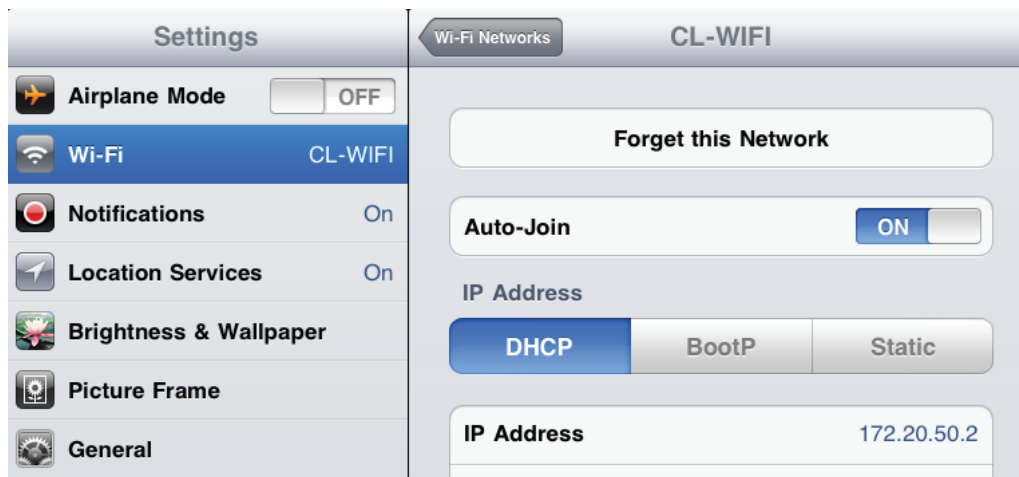 Settings
Airplane Mode OFF
Wi-Fi CL-WIFI
Notifications On
Location Services On
Brightness & Wallpaper
Picture Frame
General
Wi-Fi Networks CL-WIFI
Forget this Network
Auto-Join ON
IP Address
DHCP BootP Static
IP Address 172.20.50.2